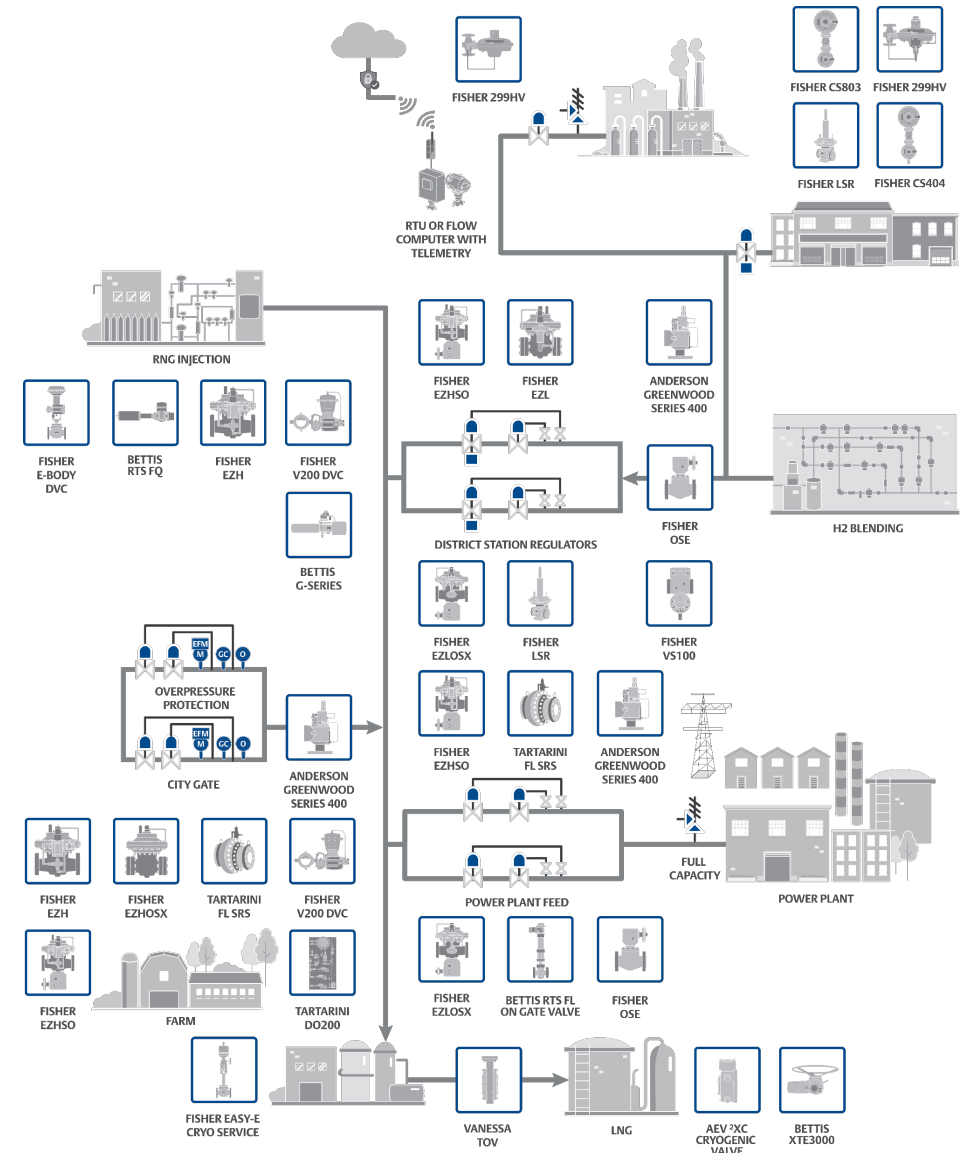 FISHER 299HV
FISHER CS803
FISHER 299HV
FISHER LSR
FISHER CS404
RTU OR FLOW
COMPUTER WITH
TELEMETRY
RNG INJECTION
FISHER
EZHSO
FISHER
EZL
ANDERSON
GREENWOOD
SERIES 400
FISHER
E-BODY
DVC
BETTIS
RTS FQ
FISHER
EZH
FISHER
V200 DVC
FISHER
OSE
H2 BLENDING
DISTRICT STATION REGULATORS
BETTIS
G-SERIES
FISHER
EZLOSX
FISHER
LSR
FISHER
VS100
EFM
M
GC
O
OVERPRESSURE
PROTECTION
EFM
M
GC
O
CITY GATE
ANDERSON
GREENWOOD
SERIES 400
FISHER
EZHSO
TARTARINI
FL SRS
ANDERSON
GREENWOOD
SERIES 400
FULL
CAPACITY
POWER PLANT
POWER PLANT FEED
FISHER
EZH
FISHER
EZHOSX
TARTARINI
FL SRS
FISHER
V200 DVC
FISHER
EZLOSX
BETTIS RTS FL
ON GATE VALVE
FISHER
OSE
FISHER
EZHSO
FARM
TARTARINI
DO200
FISHER EASY-E
CRYO SERVICE
VANESSA
TOV
LNG
AEV ²XC
CRYOGENIC
VALVE
BETTIS
XTE3000